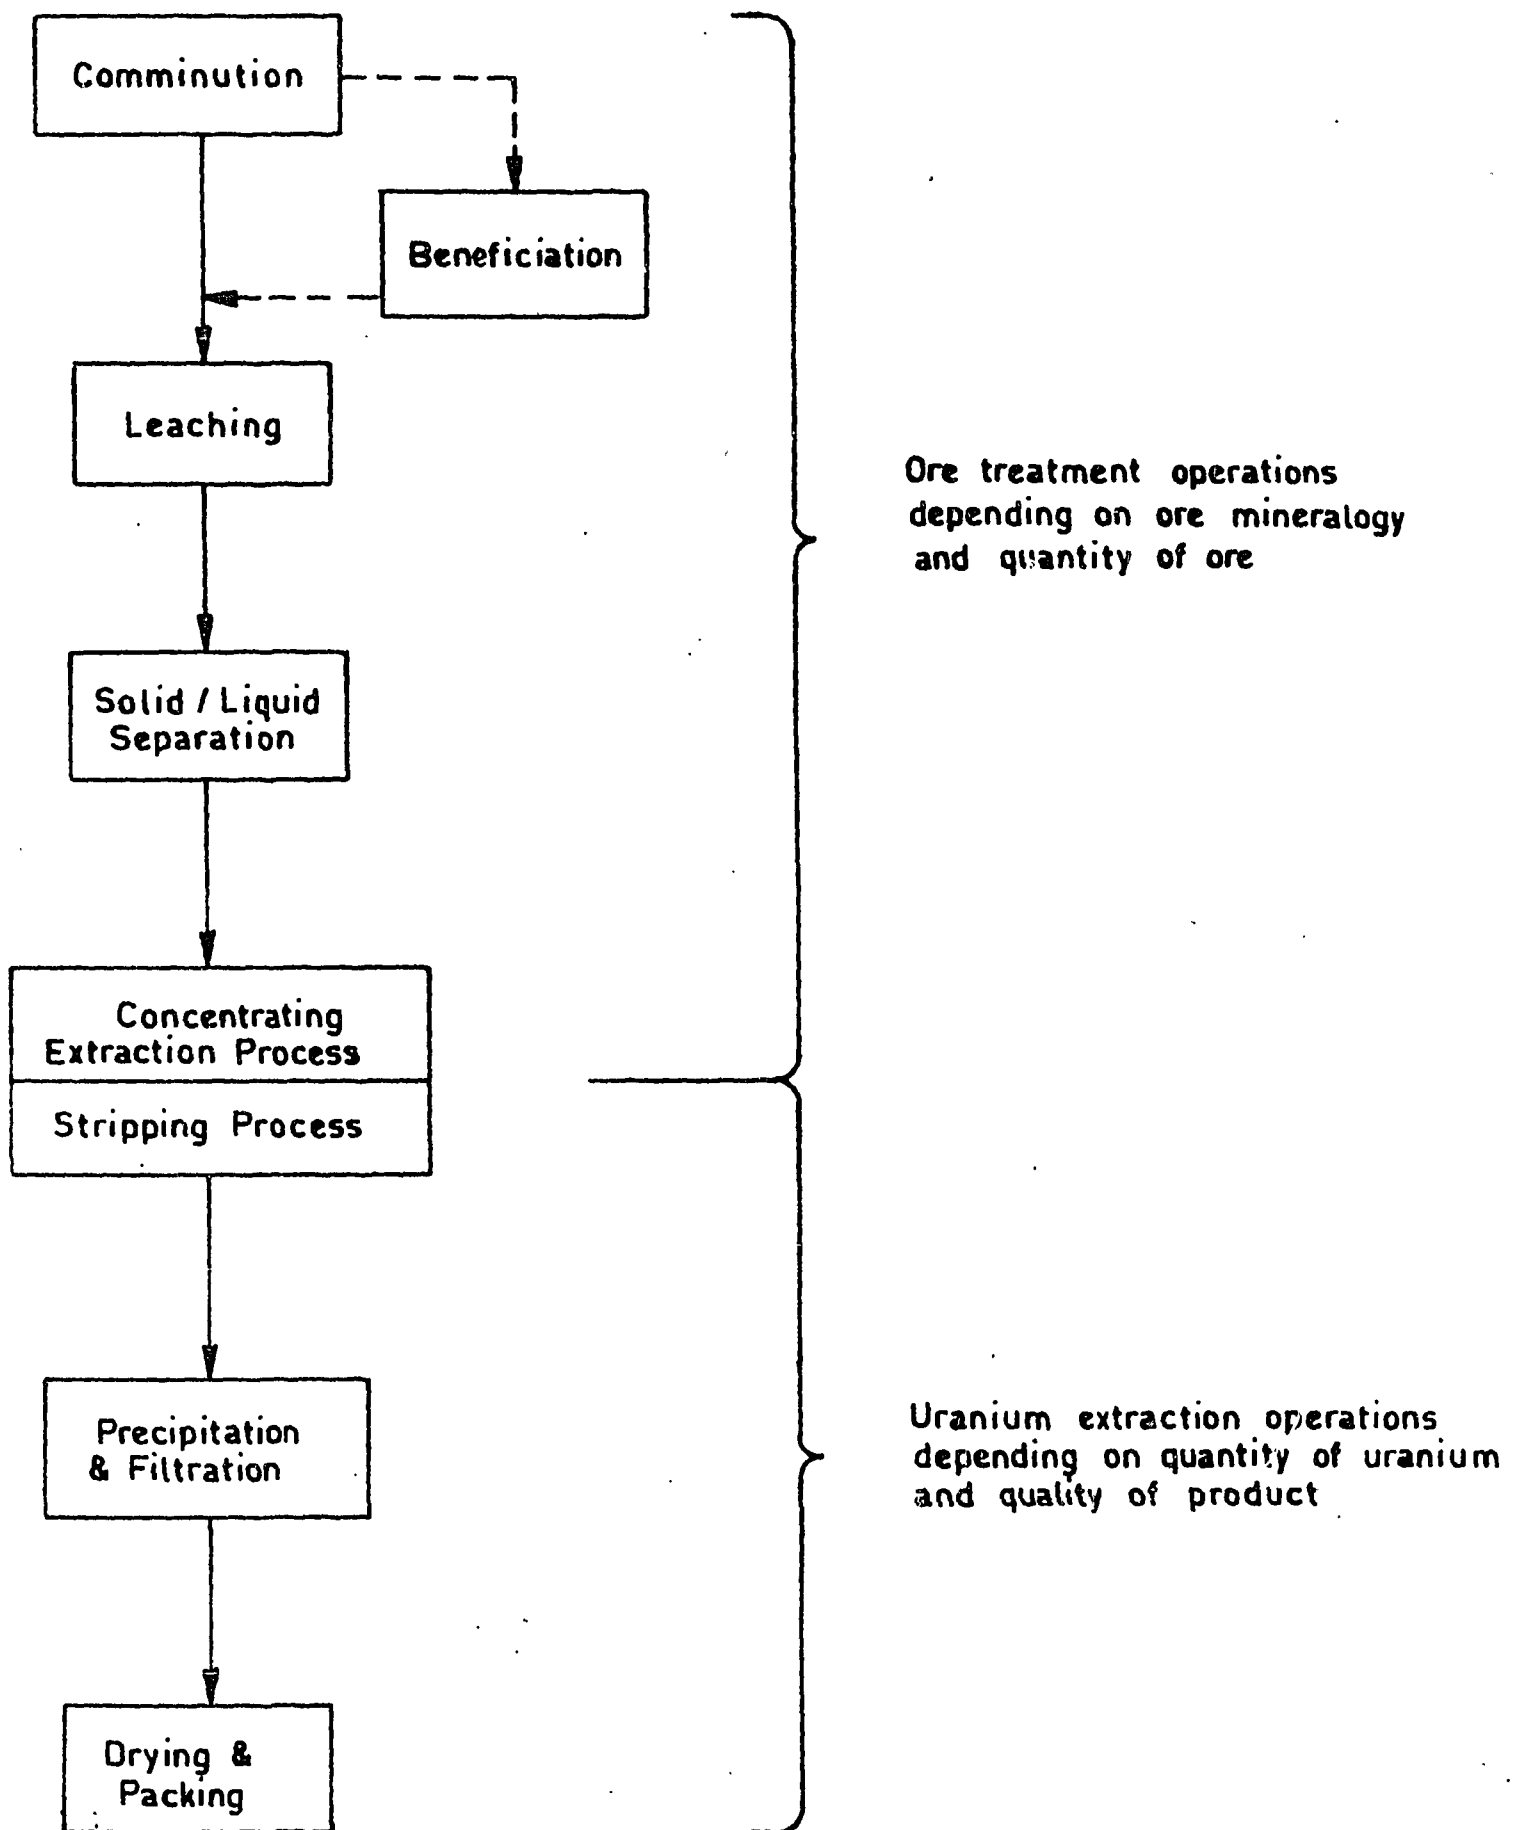 Comminution
Beneficiation
Leaching
Ore treatment operations
depending on ore mineralogy
and quantity of ore
Solid / Liquid
Separation
Concentrating
Extraction Process
Stripping Process
Precipitation
& Filtration
Uranium extraction operations
depending on quantity of uranium
and quality of product
Drying &
Packing